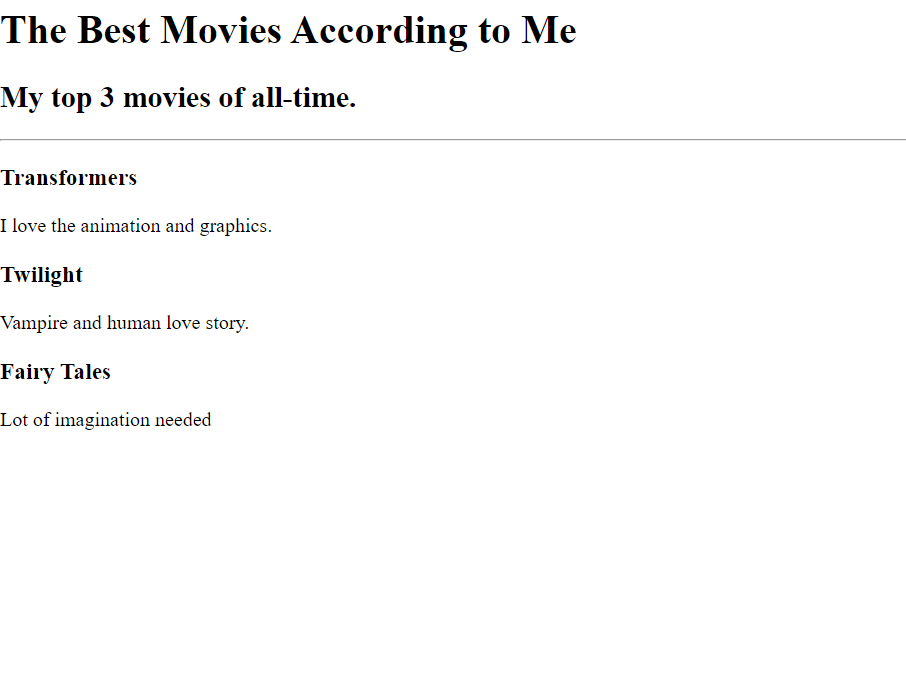 The Best Movies According to Me
My top 3 movies of all-time.
Transformers
I love the animation and graphics.
Twilight
Vampire and human love story.
Fairy Tales
Lot of imagination needed